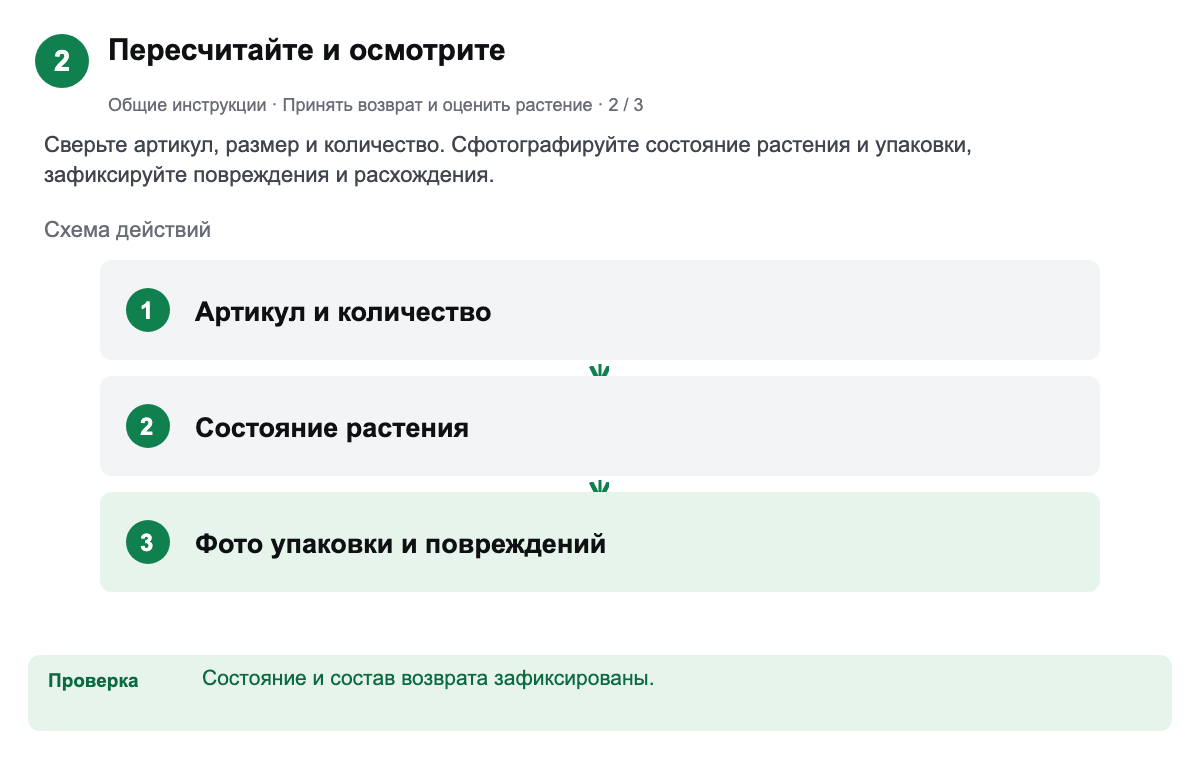 2
Пересчитайте и осмотрите
Общие инструкции · Принять возврат и оценить растение · 2 / 3
Сверьте артикул, размер и количество. Сфотографируйте состояние растения и упаковки,
зафиксируйте повреждения и расхождения.
Схема действий
1 Артикул и количество
2 Состояние растения
3 Фото упаковки и повреждений
Проверка Состояние и состав возврата зафиксированы.